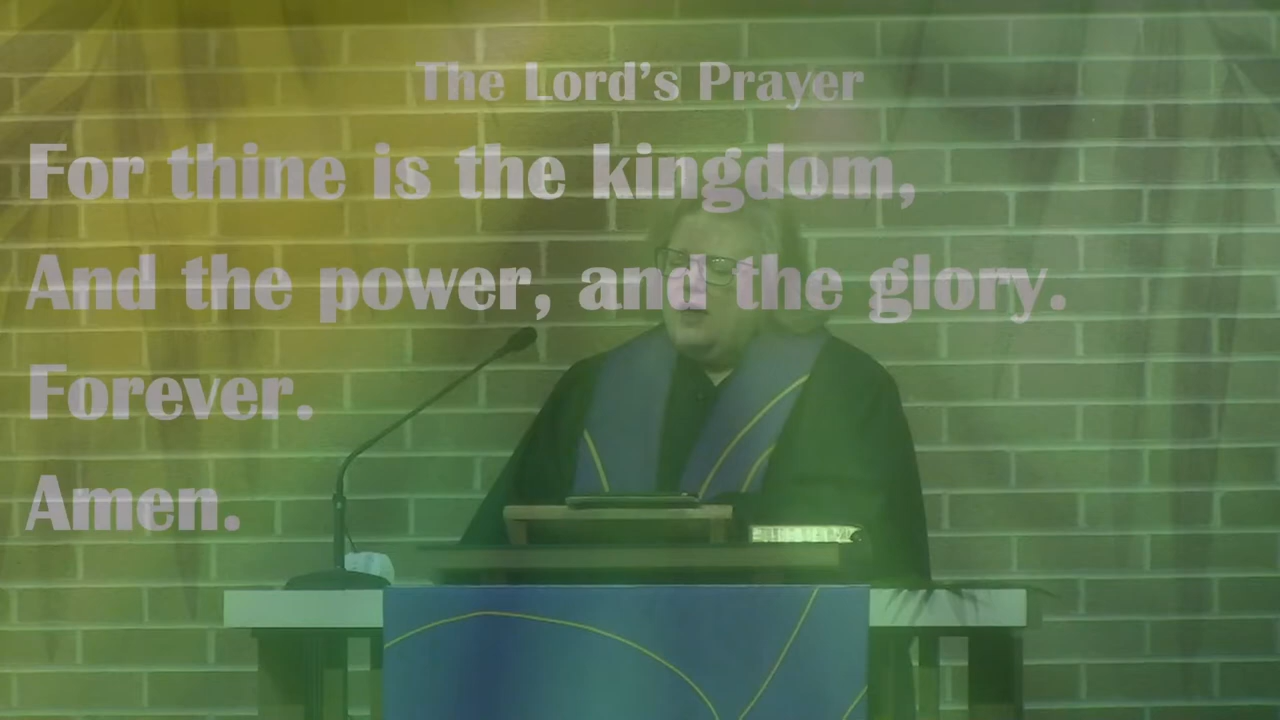 The Lord’s Prayer
For thine is the kingdom,
And the power, and the glory.
Forever.
Amen.